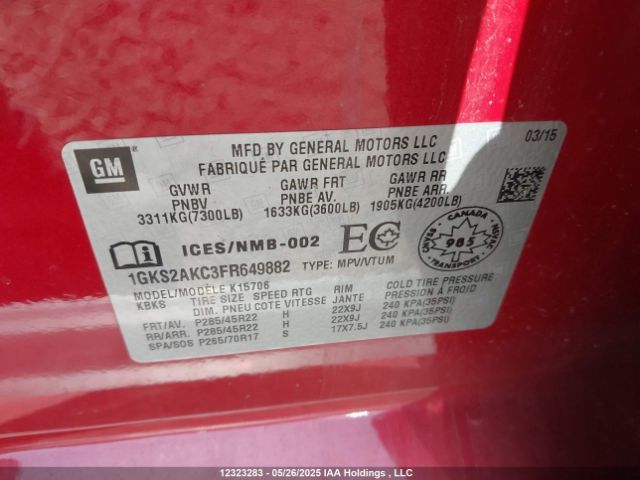 GM
MFD BY GENERAL MOTORS LLC 03/15
FABRIQUÉ PAR GENERAL MOTORS LLC
GVWR GAWR FRT GAWR RR
PNBV PNBE AV. PNBE ARR.
3311KG(7300LB) 1633KG(3600LB) 1905KG(4200LB)
ICES/NMB-002 EC
CANADA
985
TRANSPORT
1GKS2AKC3FR649882 TYPE: MPV/VTUM
MODEL/MODÈLE K15706
KBKS TIRE SIZE SPEED RTG RIM COLD TIRE PRESSURE
DIM. PNEU COTE VITESSE JANTE PRESSION À FROID
FRT/AV. P285/45R22 H 22X9J 240 KPA(35PSI)
RR/ARR. P285/45R22 H 22X9J 240 KPA(35PSI)
SPA/SOS P265/70R17 S 17X7.5J 240 KPA(35PSI)
12323283 - 05/26/2025 IAA Holdings , LLC